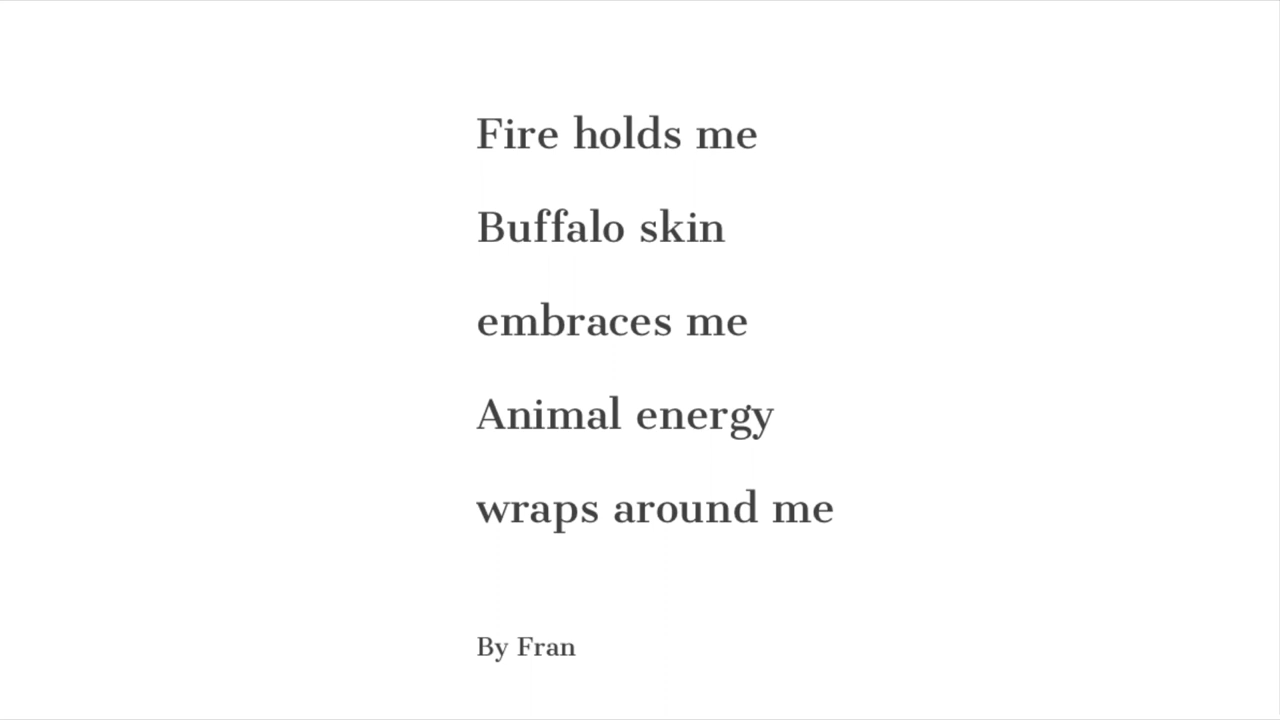 Fire holds me
Buffalo skin
embraces me
Animal energy
wraps around me
By Fran